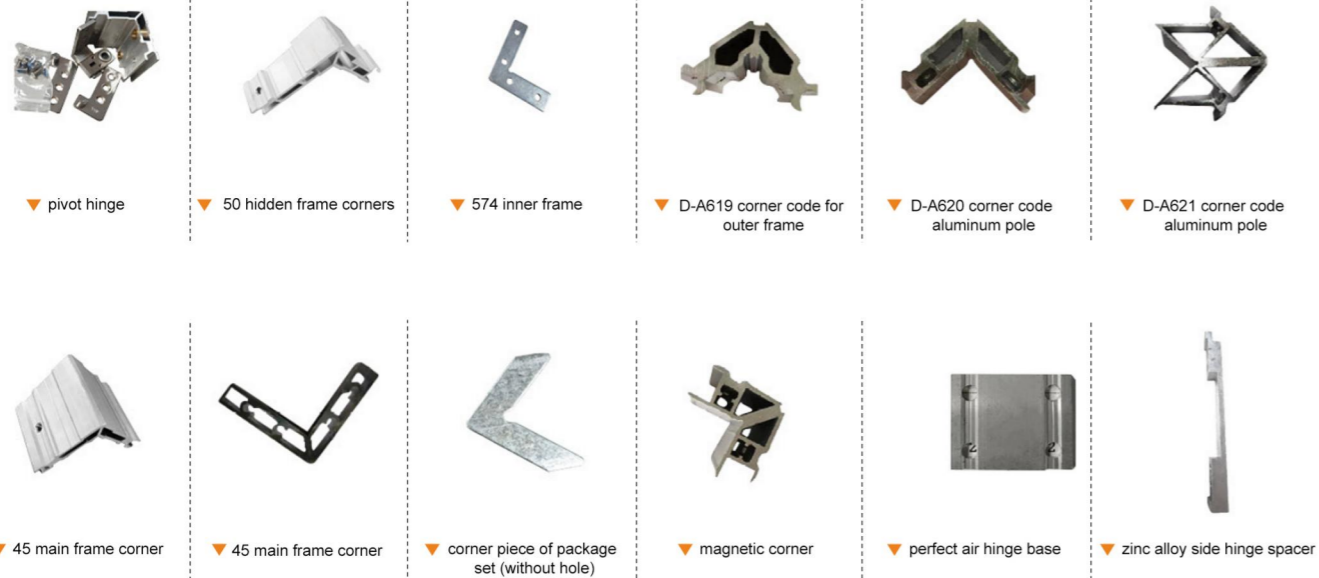 pivot hinge
50 hidden frame corners
574 inner frame
D-A619 corner code for
outer frame
D-A620 corner code
aluminum pole
D-A621 corner code
aluminum pole
2 2
45 main frame corner
45 main frame corner
corner piece of package
set (without hole)
magnetic corner
perfect air hinge base
zinc alloy side hinge spacer